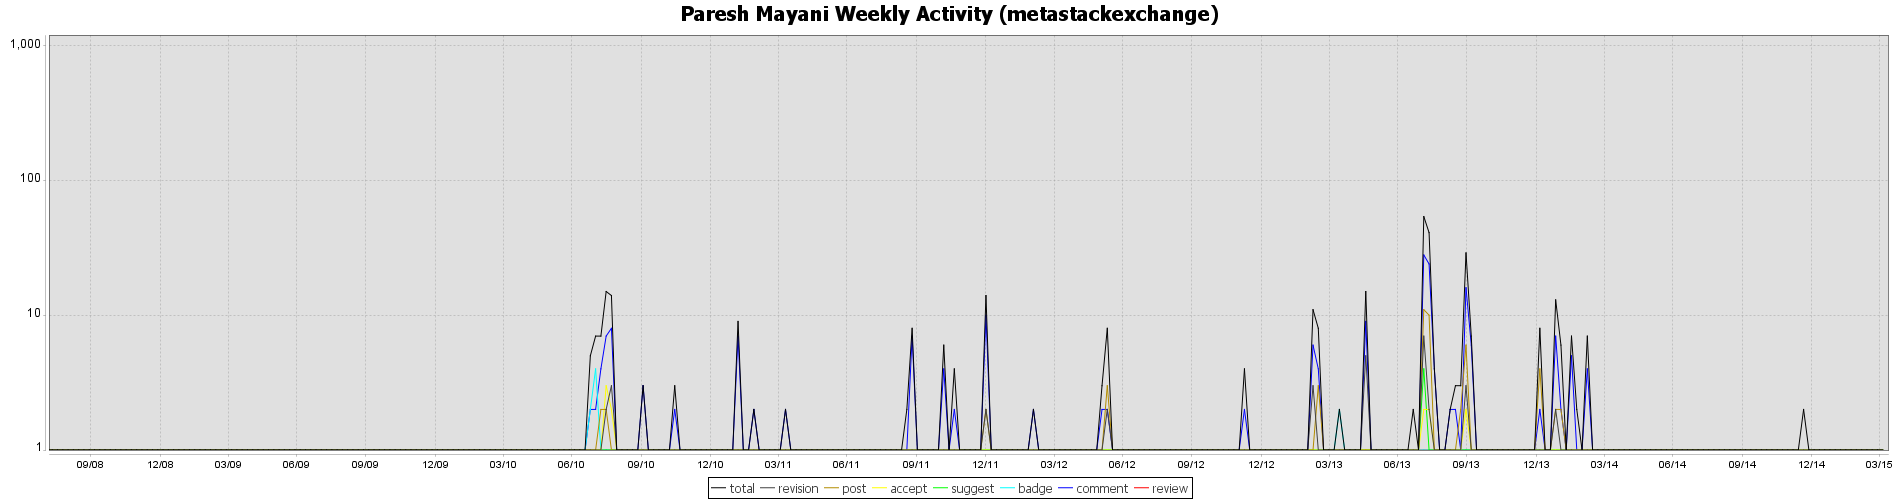 Paresh Mayani Weekly Activity (metastackexchange)
1,000
100
10
1
09/08 12/08 03/09 06/09 09/09 12/09 03/10 06/10 09/10 12/10 03/11 06/11 09/11 12/11 03/12 06/12 09/12 12/12 03/13 06/13 09/13 12/13 03/14 06/14 09/14 12/14 03/15
total revision post accept suggest badge comment review